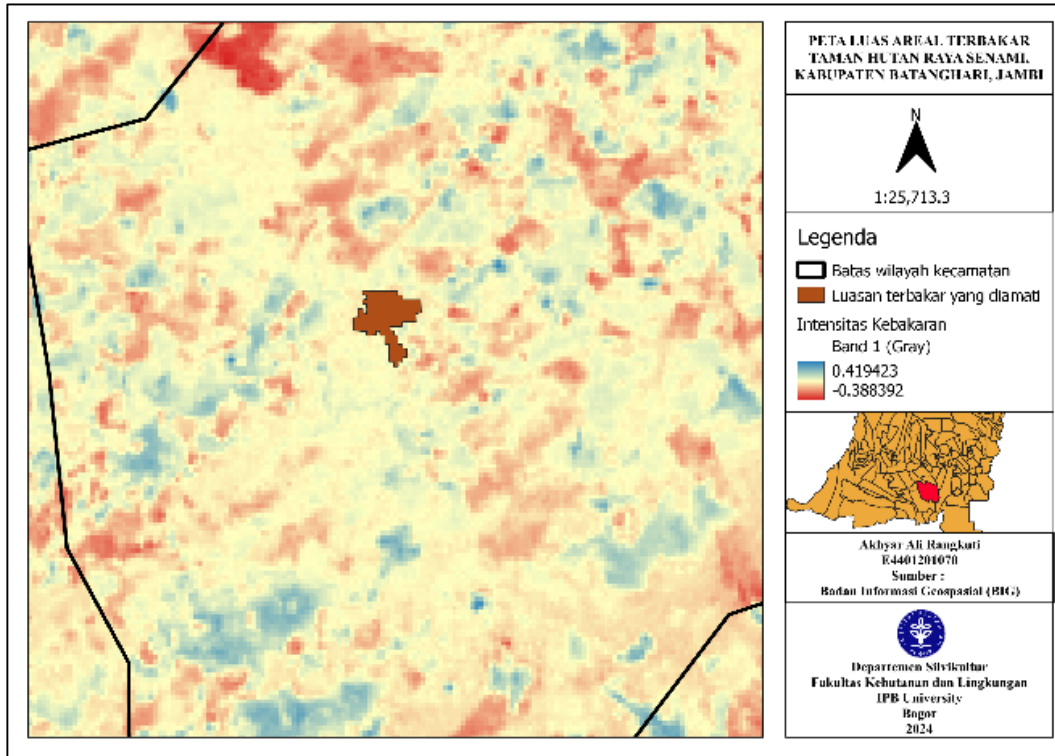 PETA LUAS AREAL TERBAKAR
TAMAN HUTAN RAYA SENAMI,
KABUPATEN BATANGHARI, JAMBI
N
1:25,713.3
Legenda
Batas wilayah kecamatan
Luasan terbakar yang diamati
Intensitas Kebakaran
Band 1 (Gray)
0.419423
-0.388392
Akhyar Ali Rangkuti
E4401201070
Sumber :
Badan Informasi Geospasial (BIG)
Departemen Silvikultur
Fakultas Kehutanan dan Lingkungan
IPB University
Bogor
2024